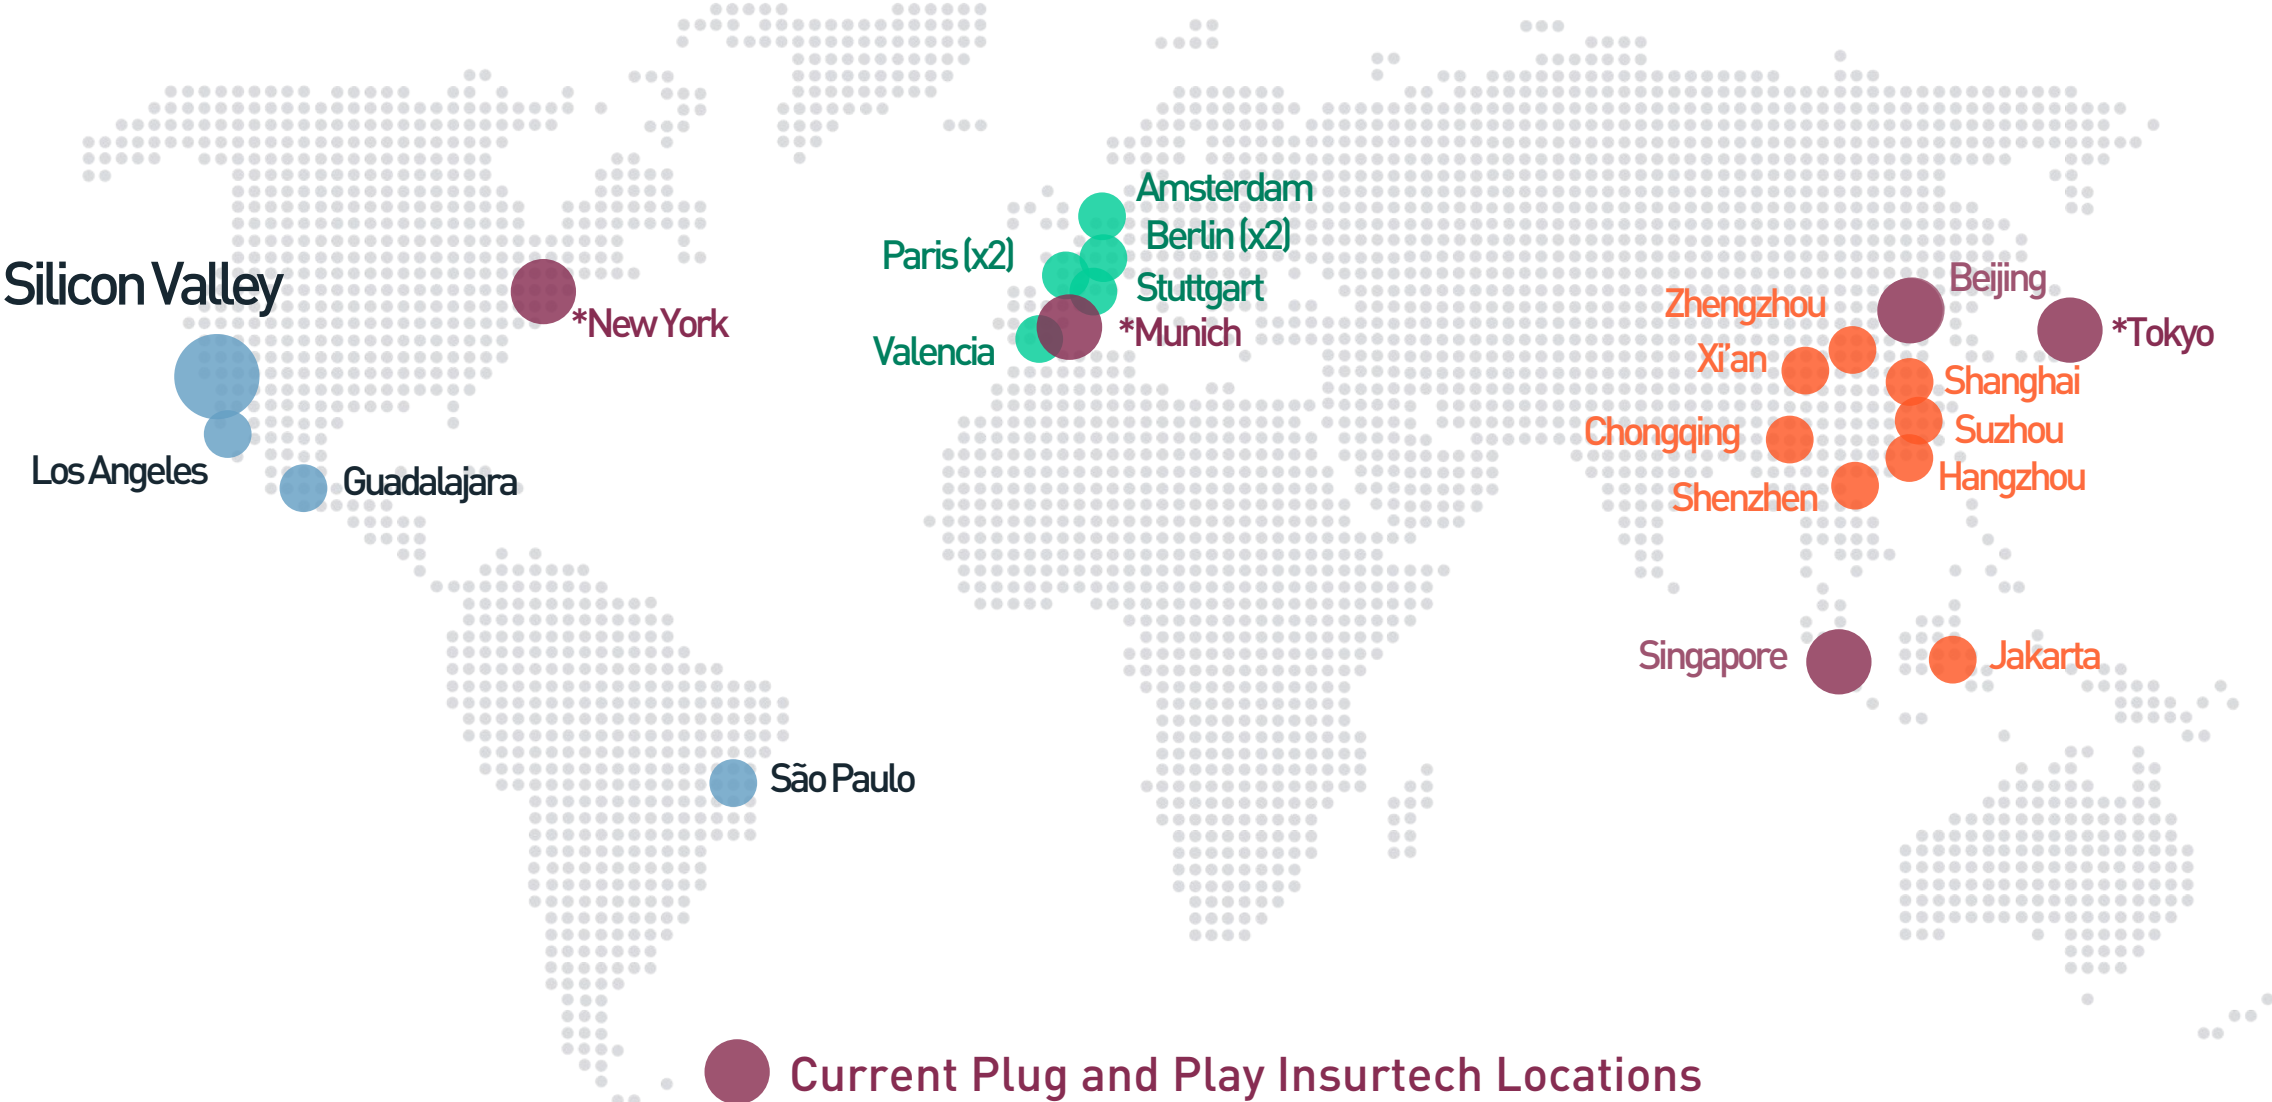 Amsterdam
Berlin (x2)
Paris (x2)
Silicon Valley
Stuttgart
Beijing
Zhengzhou
*New York
*Munich
*Tokyo
Valencia
Xi'an
Shanghai
Chongqing
Suzhou
Los Angeles
Guadalajara
Hangzhou
Shenzhen
Singapore
Jakarta
São Paulo
Current Plug and Play Insurtech Locations